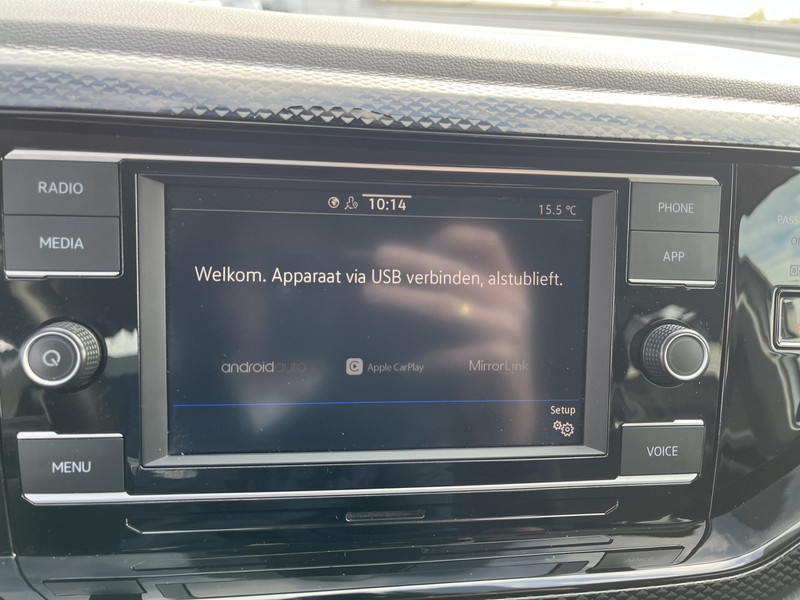 RADIO
MEDIA
10:14
15.5 °C
PHONE
APP
Welkom. Apparaat via USB verbinden, alstublieft.
androidauto
Apple CarPlay
MirrorLink
Setup
MENU
VOICE